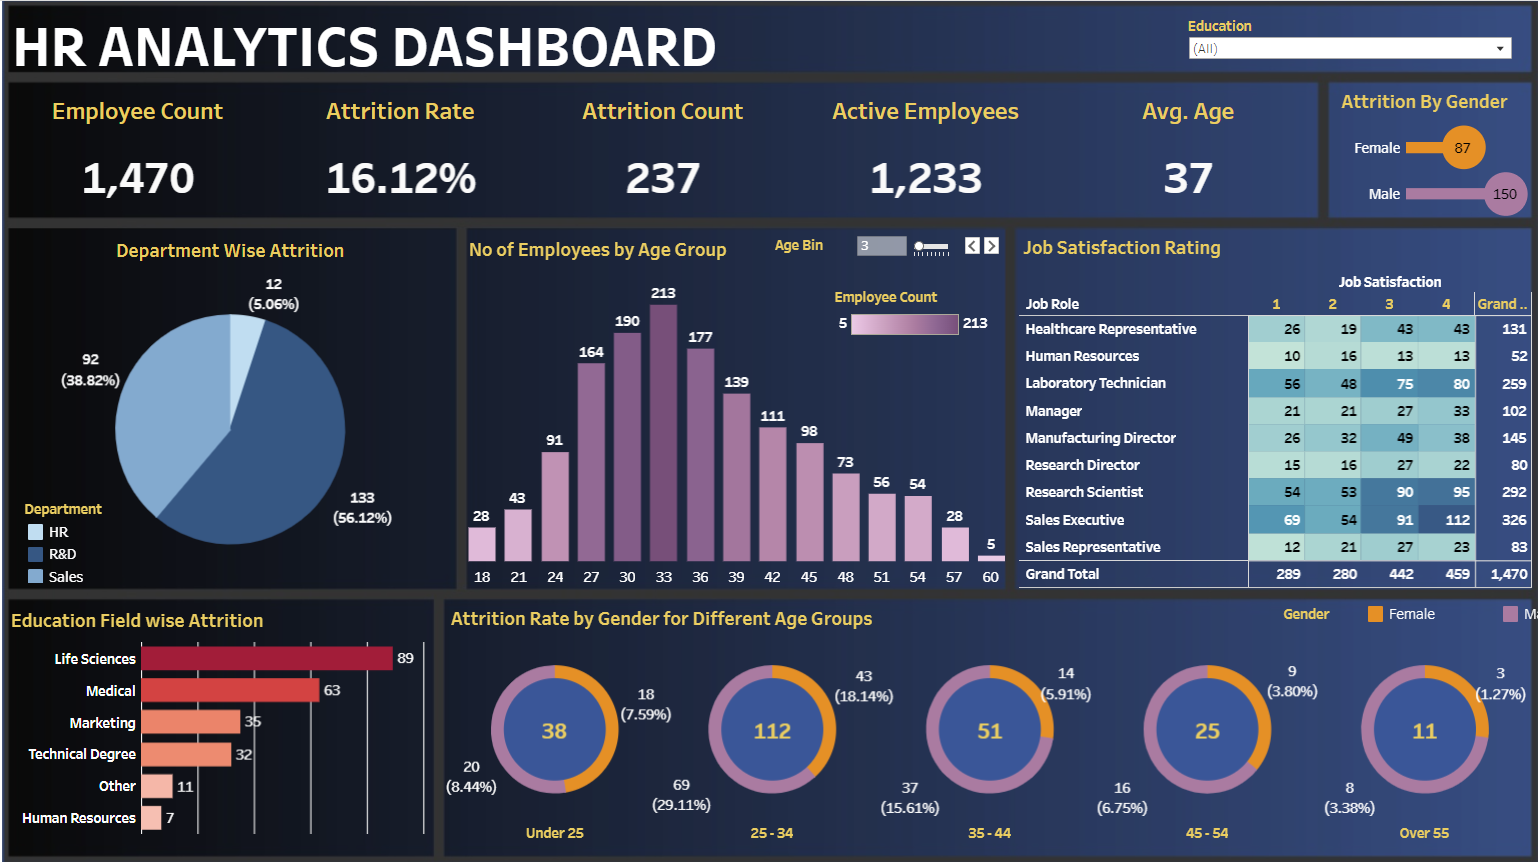 HR ANALYTICS DASHBOARD
Education
(All)
Employee Count
Attrition Rate
Attrition Count
Active Employees
Avg. Age
1,470
16.12%
237
1,233
37
Attrition By Gender
Female 87
Male 150
Department Wise Attrition
12
(5.06%)
92
(38.82%)
133
(56.12%)
Department
HR
R&D
Sales
No of Employees by Age Group
Age Bin
3
Employee Count
5 213
28 43 91 164 190 213 177 139 111 98 73 56 54 28 5
18 21 24 27 30 33 36 39 42 45 48 51 54 57 60
Job Satisfaction Rating
Job Satisfaction
Job Role 1 2 3 4 Grand ..
Healthcare Representative 26 19 43 43 131
Human Resources 10 16 13 13 52
Laboratory Technician 56 48 75 80 259
Manager 21 21 27 33 102
Manufacturing Director 26 32 49 38 145
Research Director 15 16 27 22 80
Research Scientist 54 53 90 95 292
Sales Executive 69 54 91 112 326
Sales Representative 12 21 27 23 83
Grand Total 289 280 442 459 1,470
Education Field wise Attrition
Life Sciences 89
Medical 63
Marketing 35
Technical Degree 32
Other 11
Human Resources 7
Attrition Rate by Gender for Different Age Groups
Gender
Female
Ma
18
(7.59%)
38
20
(8.44%)
Under 25
43
(18.14%)
112
69
(29.11%)
25 - 34
14
(5.91%)
51
37
(15.61%)
35 - 44
9
(3.80%)
25
16
(6.75%)
45 - 54
3
(1.27%)
11
8
(3.38%)
Over 55